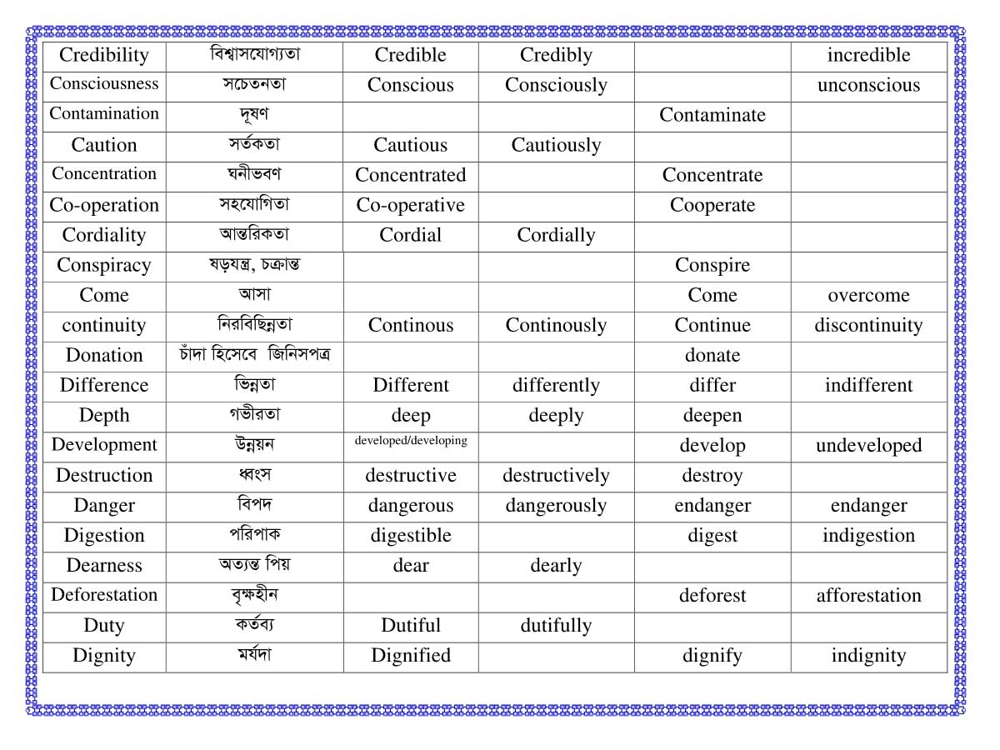 Credibility বিশ্বাসযোগ্যতা Credible Credibly incredible
Consciousness সচেতনতা Conscious Consciously unconscious
Contamination দূষণ Contaminate
Caution সর্তকতা Cautious Cautiously
Concentration ঘনীভবণ Concentrated Concentrate
Co-operation সহযোগিতা Co-operative Cooperate
Cordiality আন্তরিকতা Cordial Cordially
Conspiracy ষড়যন্ত্র, চক্রান্ত Conspire
Come আসা Come overcome
continuity নিরবিছিন্নতা Continous Continously Continue discontinuity
Donation চাঁদা হিসেবে জিনিসপত্র donate
Difference ভিন্নতা Different differently differ indifferent
Depth গভীরতা deep deeply deepen
Development উন্নয়ন developed/developing develop undeveloped
Destruction ধ্বংস destructive destructively destroy
Danger বিপদ dangerous dangerously endanger endanger
Digestion পরিপাক digestible digest indigestion
Dearness অত্যন্ত পিয় dear dearly
Deforestation বৃক্ষহীন deforest afforestation
Duty কর্তব্য Dutiful dutifully
Dignity মর্যদা Dignified dignify indignity